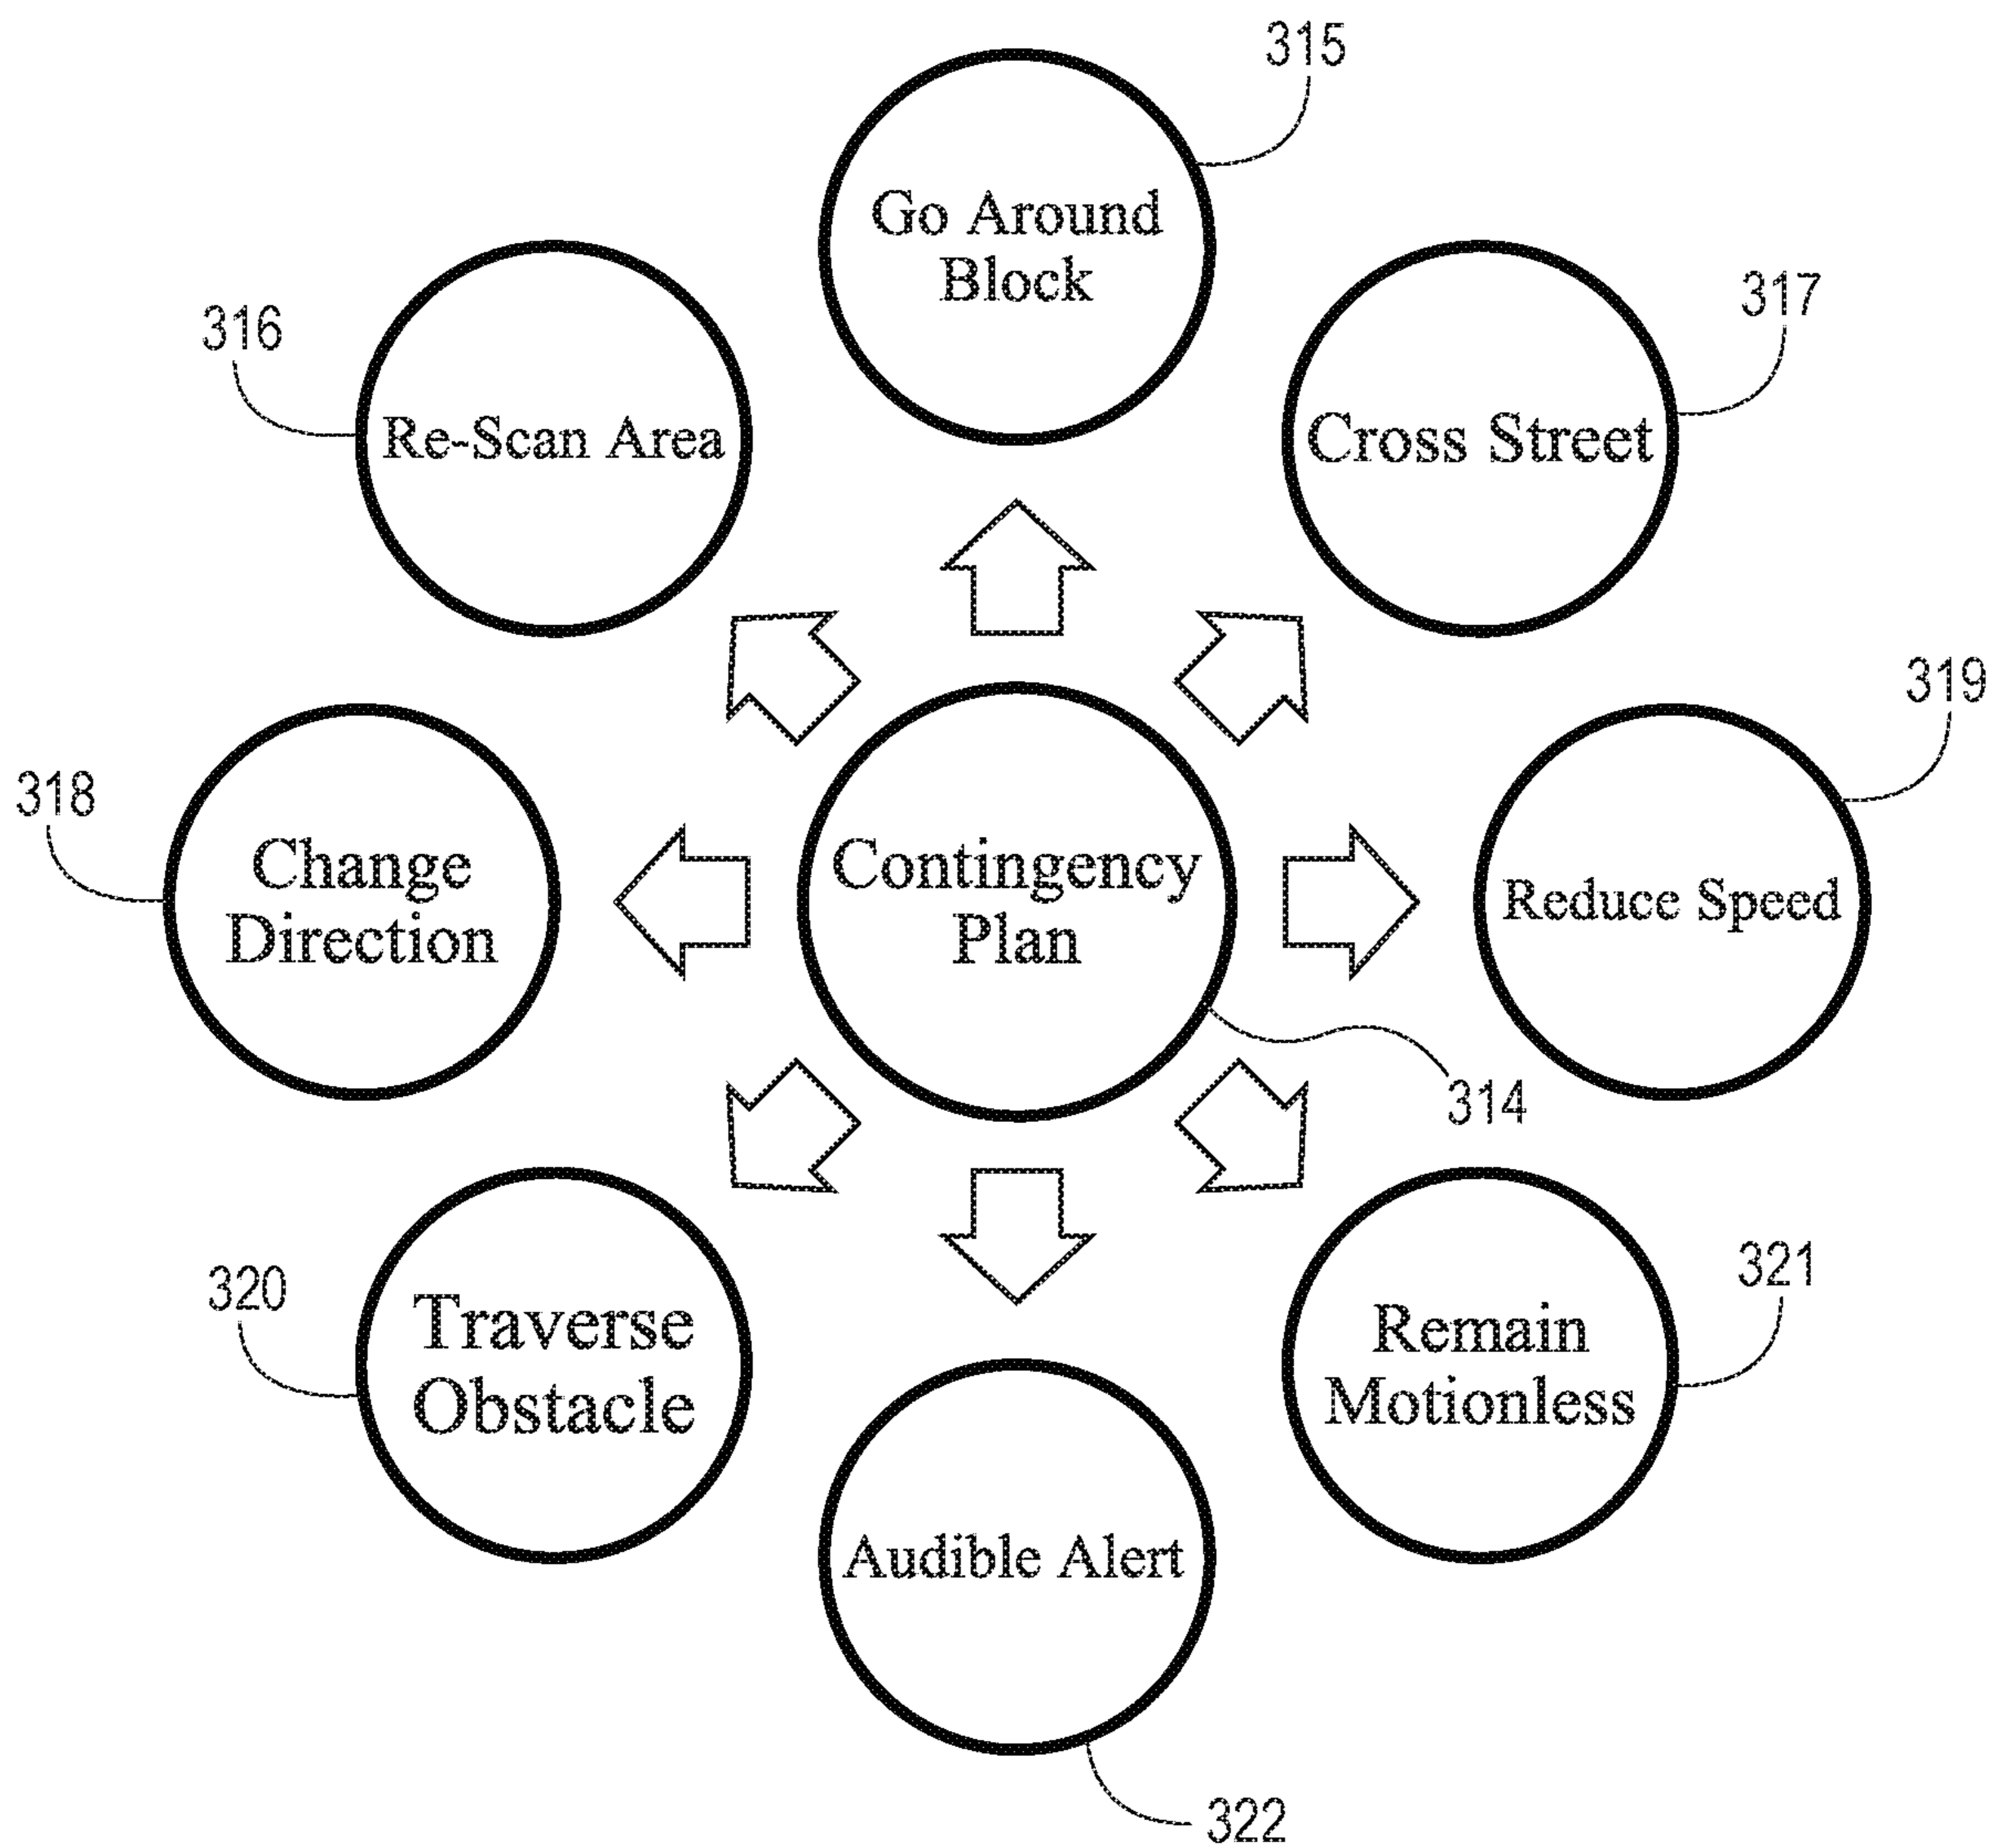 315
Go Around
Block
316
Re-Scan Area
317
Cross Street
318
Change
Direction
Contingency
Plan
319
Reduce Speed
314
320
Traverse
Obstacle
321
Remain
Motionless
Audible Alert
322